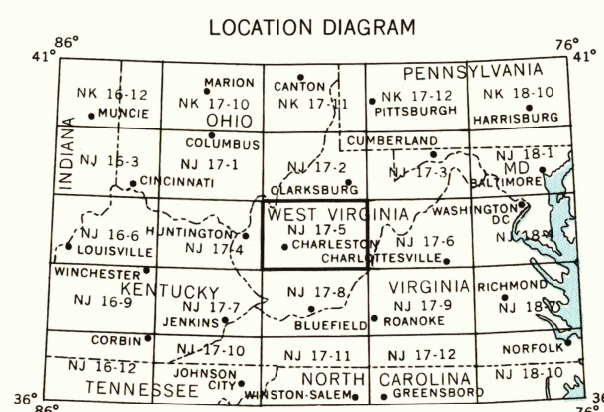 LOCATION DIAGRAM
86° 76°
41° 41°
PENNSYLVANIA
MARION CANTON
NK 16-12 NK 17-10 NK 17-11 NK 17-12 NK 18-10
MUNCIE OHIO PITTSBURGH HARRISBURG
COLUMBUS CUMBERLAND
INDIANA
NJ 16-3 NJ 17-1 NJ 17-2 NJ 17-3 NJ 18-1
MD
CINCINNATI CLARKSBURG BALTIMORE
WEST VIRGINIA WASHINGTON DC
NJ 16-6 HUNTINGTON NJ 17-5
LOUISVILLE NJ 17-4 CHARLESTON NJ 17-6
CHARLOTTESVILLE
WINCHESTER
KENTUCKY NJ 17-8 VIRGINIA RICHMOND
NJ 16-9 NJ 17-7 NJ 17-9
JENKINS BLUEFIELD ROANOKE
CORBIN NORFOLK
NJ 16-12 NJ 17-10 NJ 17-11 NJ 17-12 NJ 18-10
JOHNSON CITY
TENNESSEE NORTH CAROLINA
WINSTON-SALEM GREENSBORO
36° 36°
86°